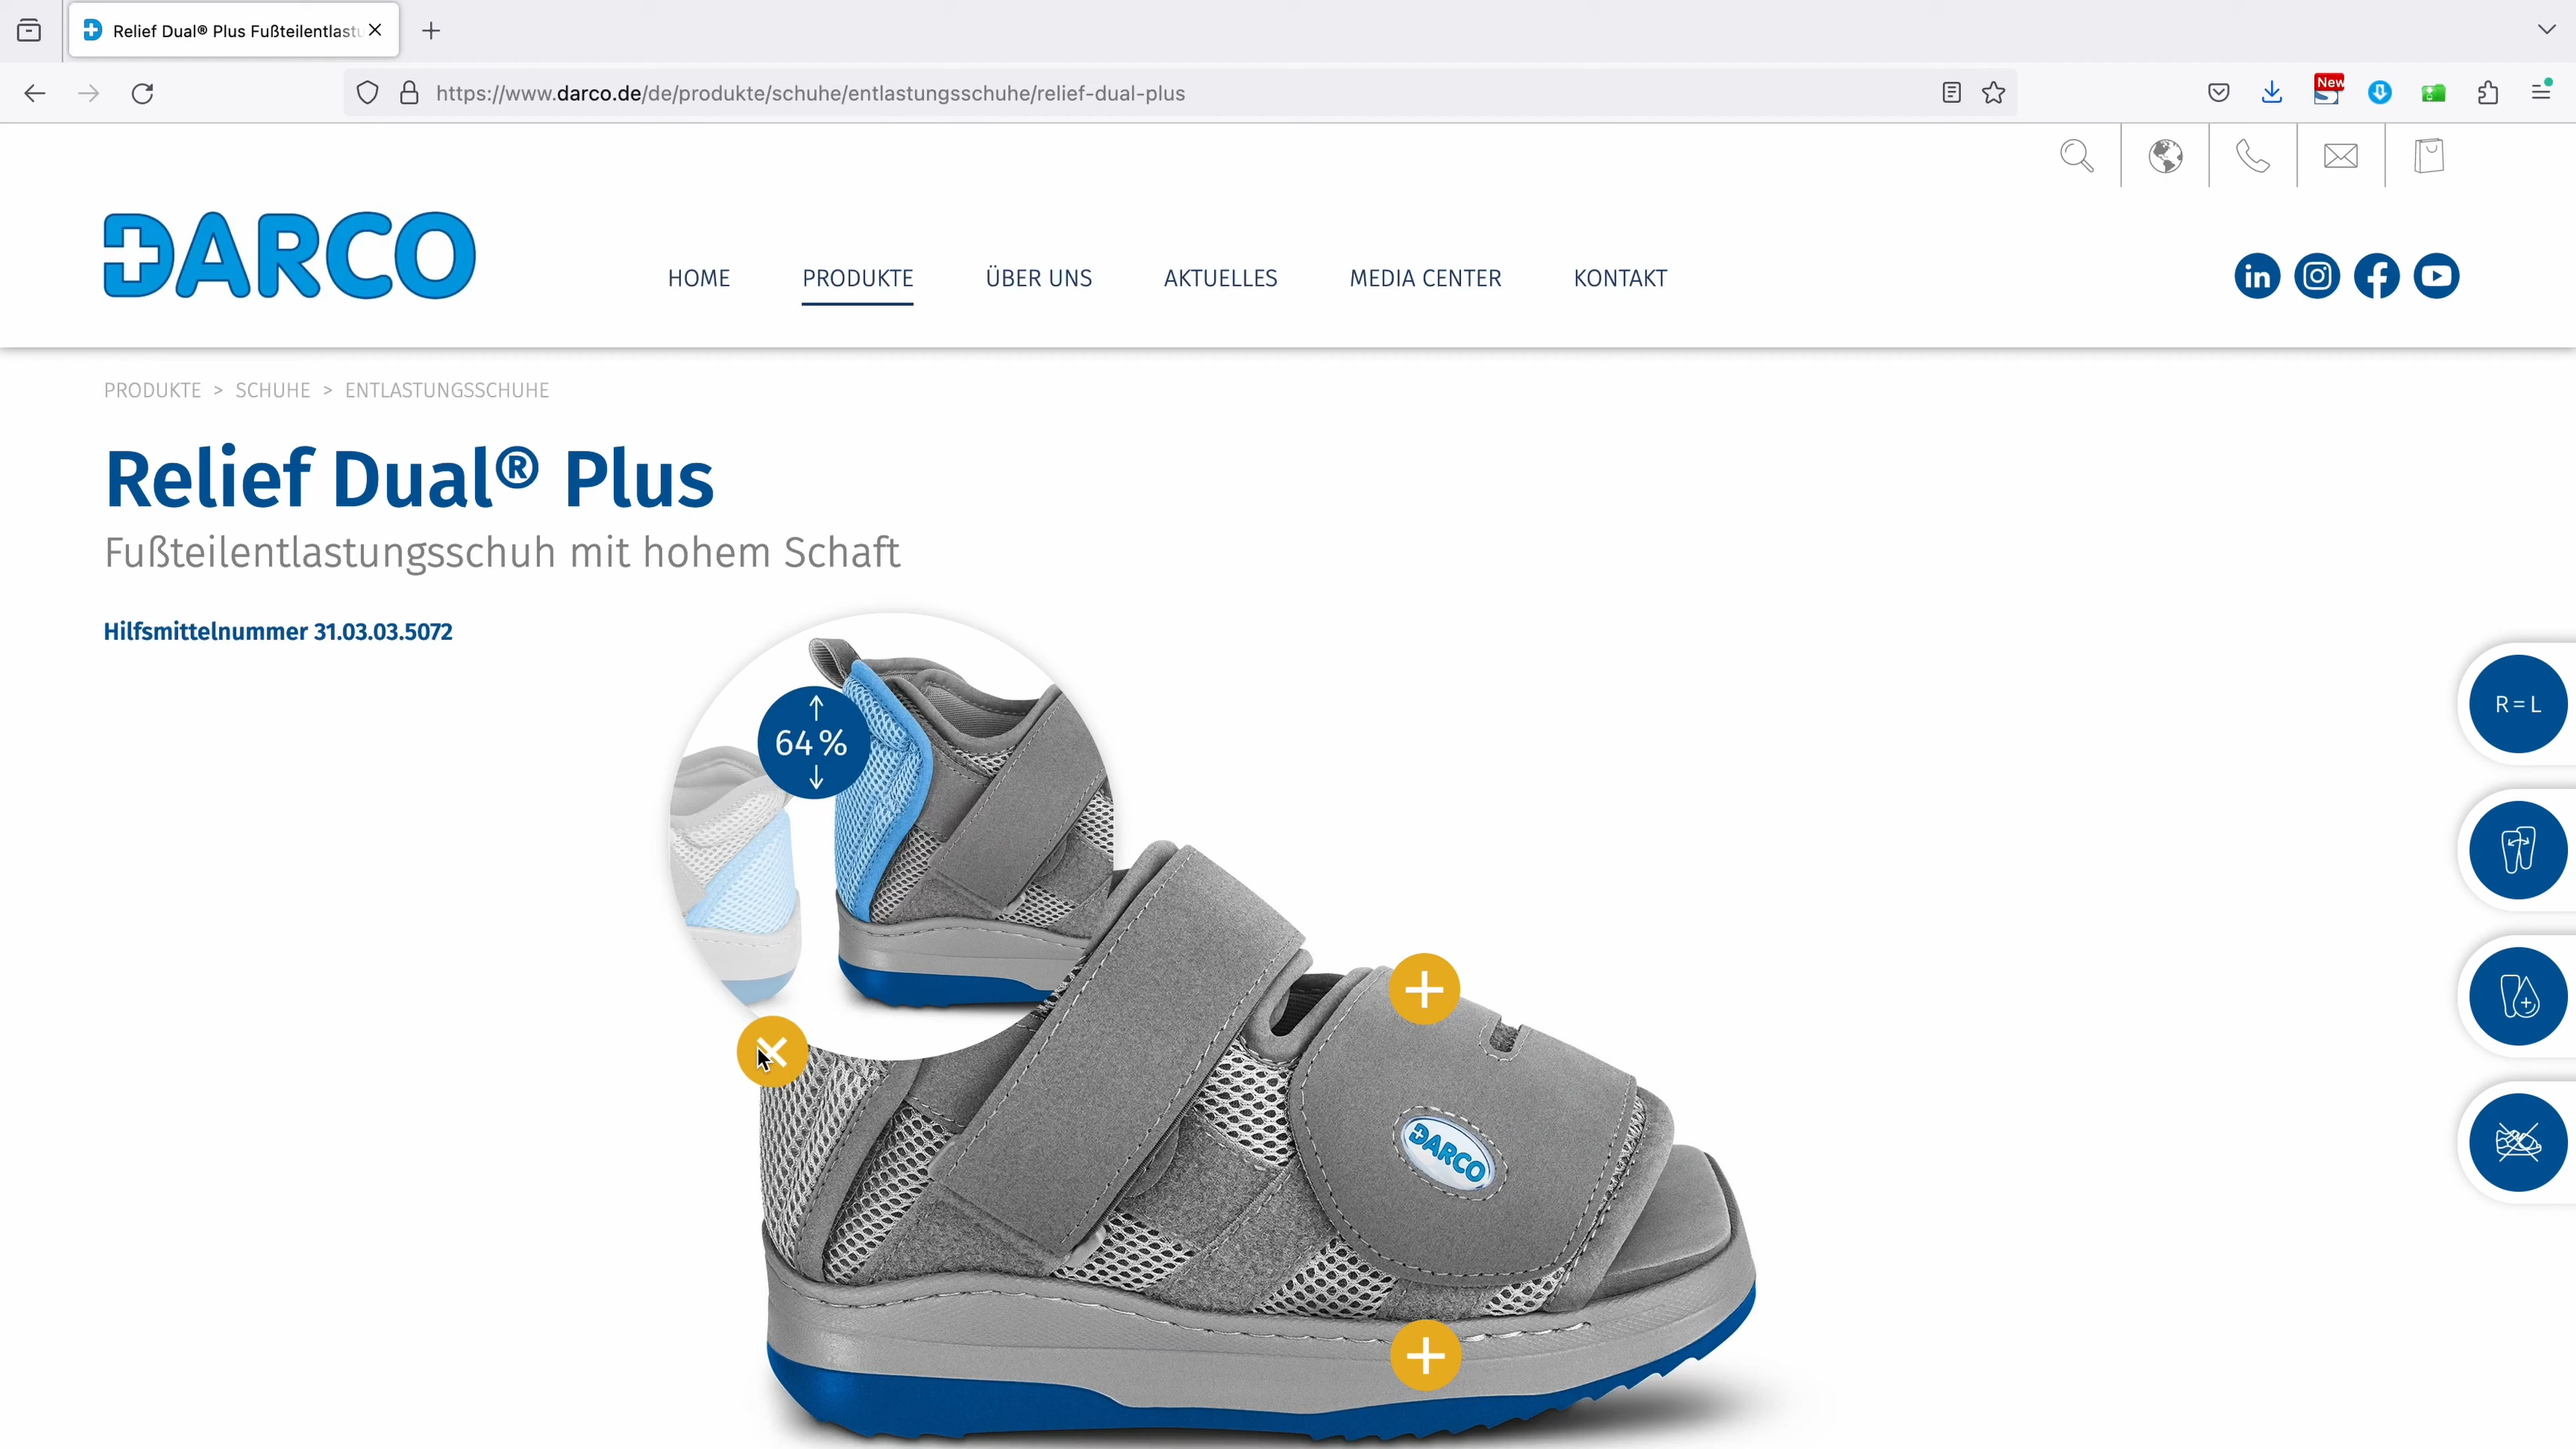 Relief Dual® Plus Fußteilentlast
https://www.darco.de/de/produkte/schuhe/entlastungsschuhe/relief-dual-plus
New
DARCO
HOME
PRODUKTE
ÜBER UNS
AKTUELLES
MEDIA CENTER
KONTAKT
in
PRODUKTE > SCHUHE > ENTLASTUNGSSCHUHE
Relief Dual® Plus
Fußteilentlastungsschuh mit hohem Schaft
Hilfsmittelnummer 31.03.03.5072
64 %
R = L
DARCO